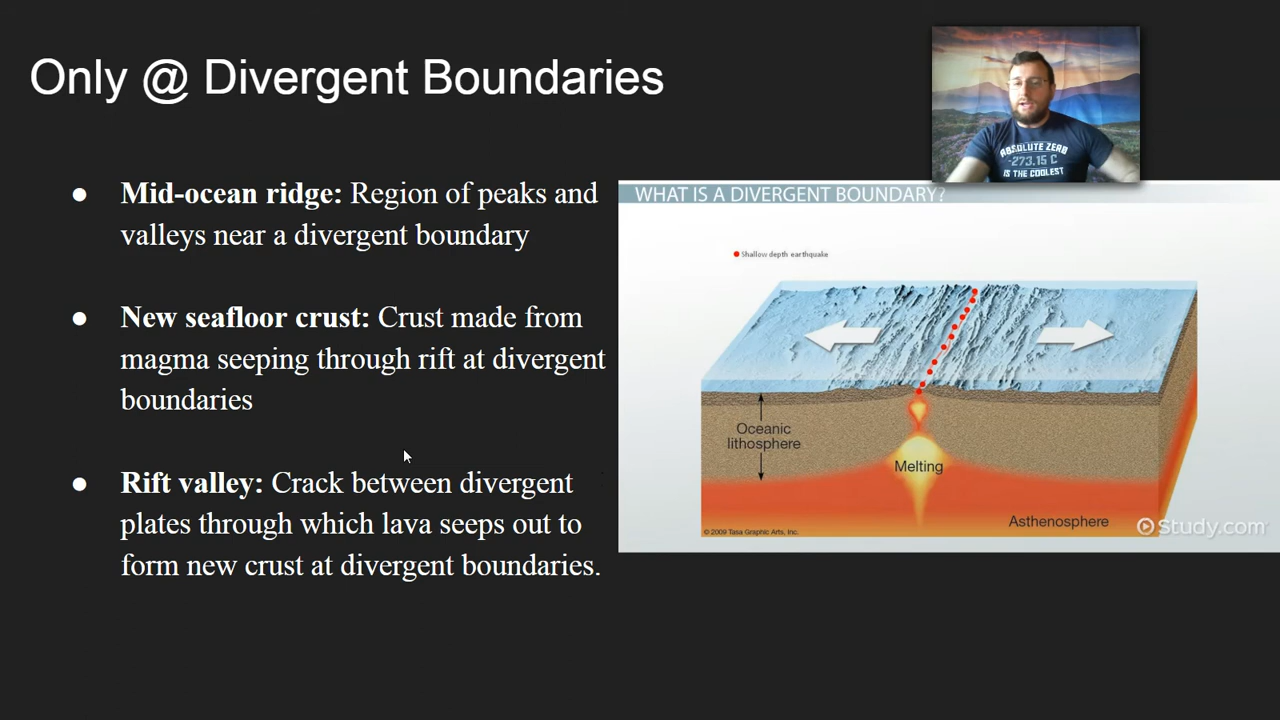 Only @ Divergent Boundaries
ABSOLUTE ZERO
-273.15 C
IS THE COOLEST
● Mid-ocean ridge: Region of peaks and
valleys near a divergent boundary
● New seafloor crust: Crust made from
magma seeping through rift at divergent
boundaries
● Rift valley: Crack between divergent
plates through which lava seeps out to
form new crust at divergent boundaries.
WHAT IS A DIVERGENT BOUNDARY?
Shallow depth earthquake
Oceanic
lithosphere
Melting
Asthenosphere
© 2009 Tasa Graphic Arts, Inc.
Study.com